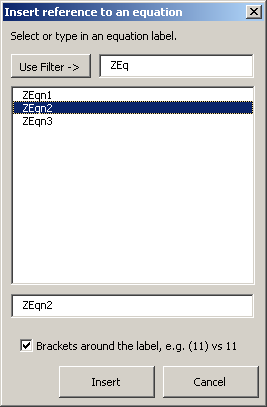 Insert reference to an equation
Select or type in an equation label.
Use Filter -> ZEq
ZEqn1
ZEqn2
ZEqn3
ZEqn2
Brackets around the label, e.g. (11) vs 11
Insert Cancel